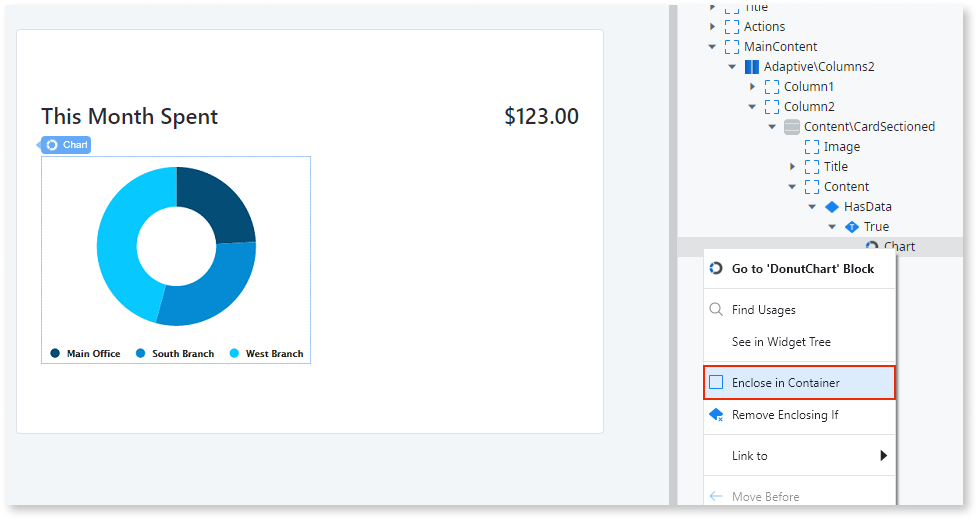 This Month Spent
$123.00
Chart
Main Office
South Branch
West Branch
Title
Actions
MainContent
Adaptive\Columns2
Column1
Column2
Content\CardSectioned
Image
Title
Content
HasData
True
Chart
Go to 'DonutChart' Block
Find Usages
See in Widget Tree
Enclose in Container
Remove Enclosing If
Link to
Move Before